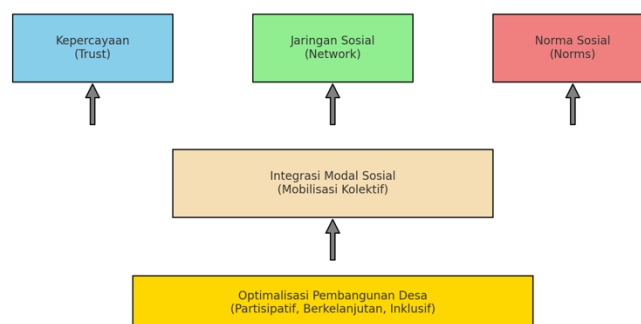 Kepercayaan
(Trust)
Jaringan Sosial
(Network)
Norma Sosial
(Norms)
Integrasi Modal Sosial
(Mobilisasi Kolektif)
Optimalisasi Pembangunan Desa
(Partisipatif, Berkelanjutan, Inklusif)